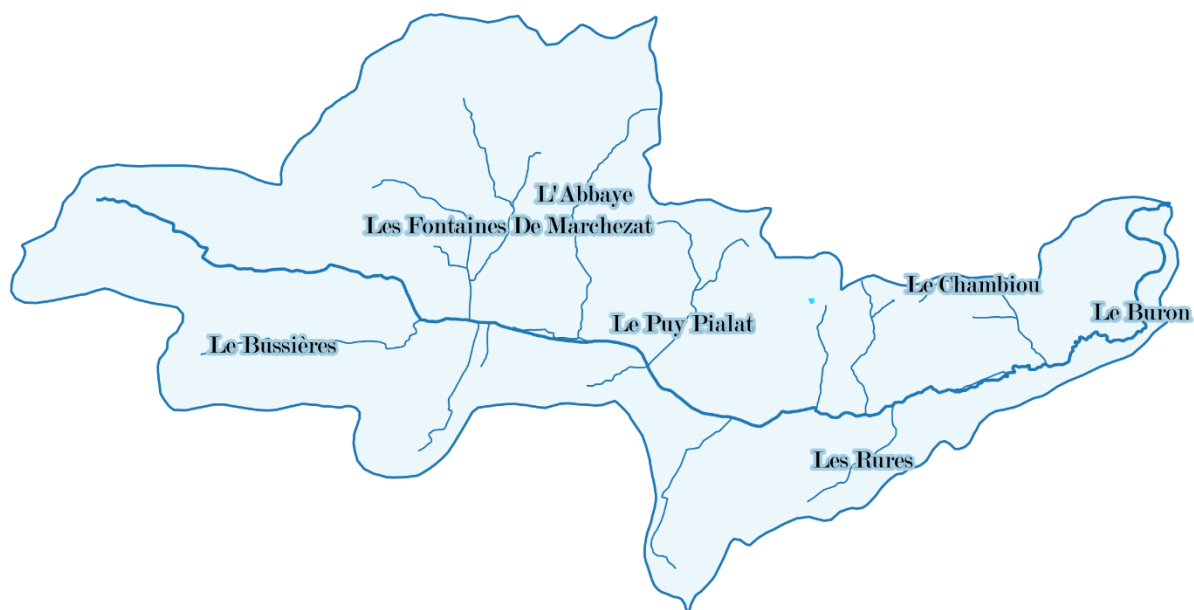 L'Abbaye
Les Fontaines De Marchezat
Le Chambiou
Le Buron
Le Puy Pialat
Le Bussières
Les Rures